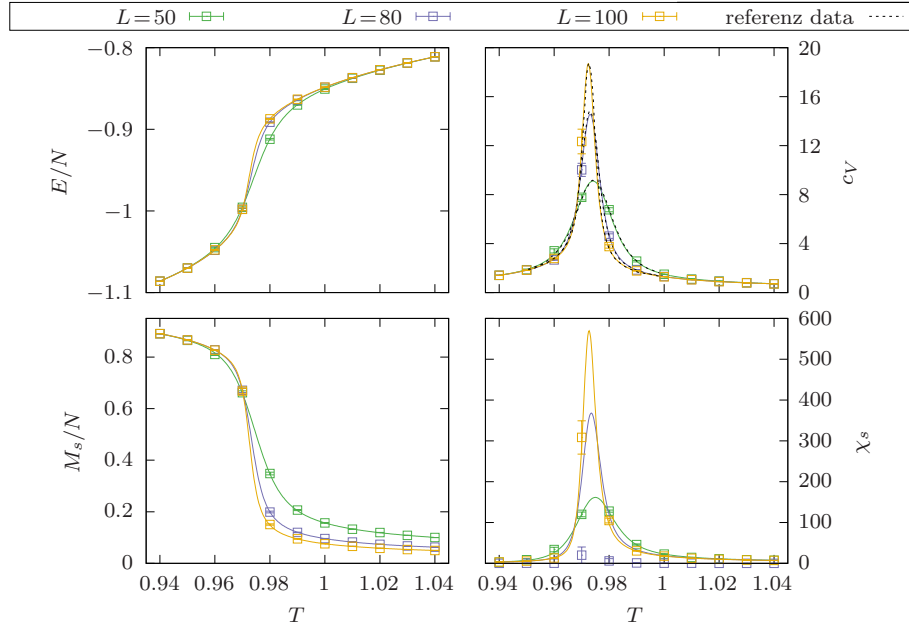 L = 50 L = 80 L = 100 referenz data
−0.8
−0.9
−1
−1.1
E/N
20
16
12
8
4
0
c_V
0.8
0.6
0.4
0.2
0
M_s/N
600
500
400
300
200
100
0
χ_s
0.94 0.96 0.98 1 1.02 1.04
T
0.94 0.96 0.98 1 1.02 1.04
T